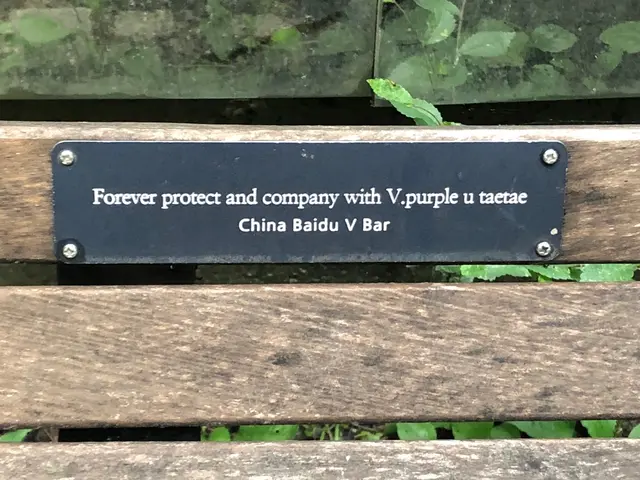 Forever protect and company with V.purple u taetae
China Baidu V Bar